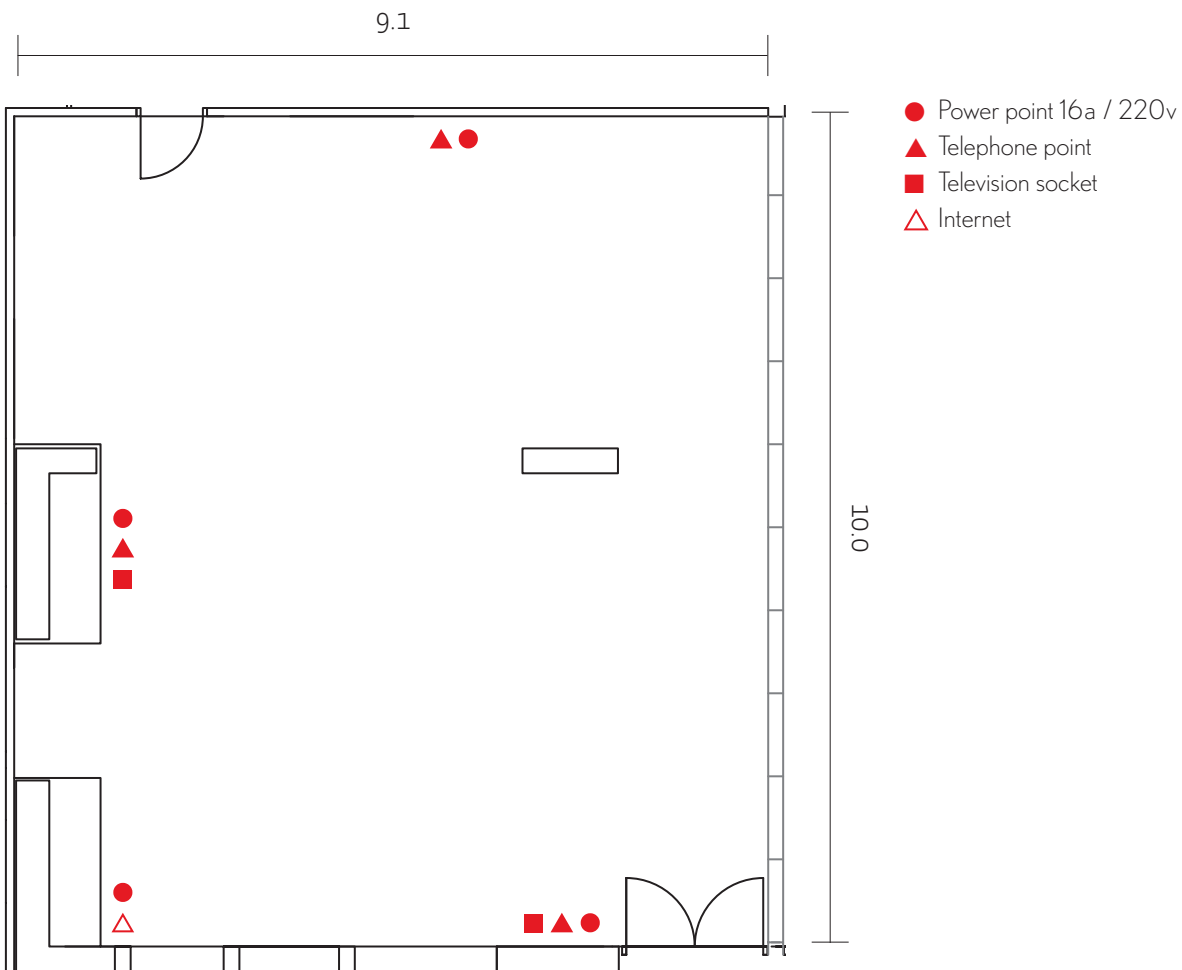 9.1
Power point 16a / 220v
Telephone point
Television socket
Internet
10.0